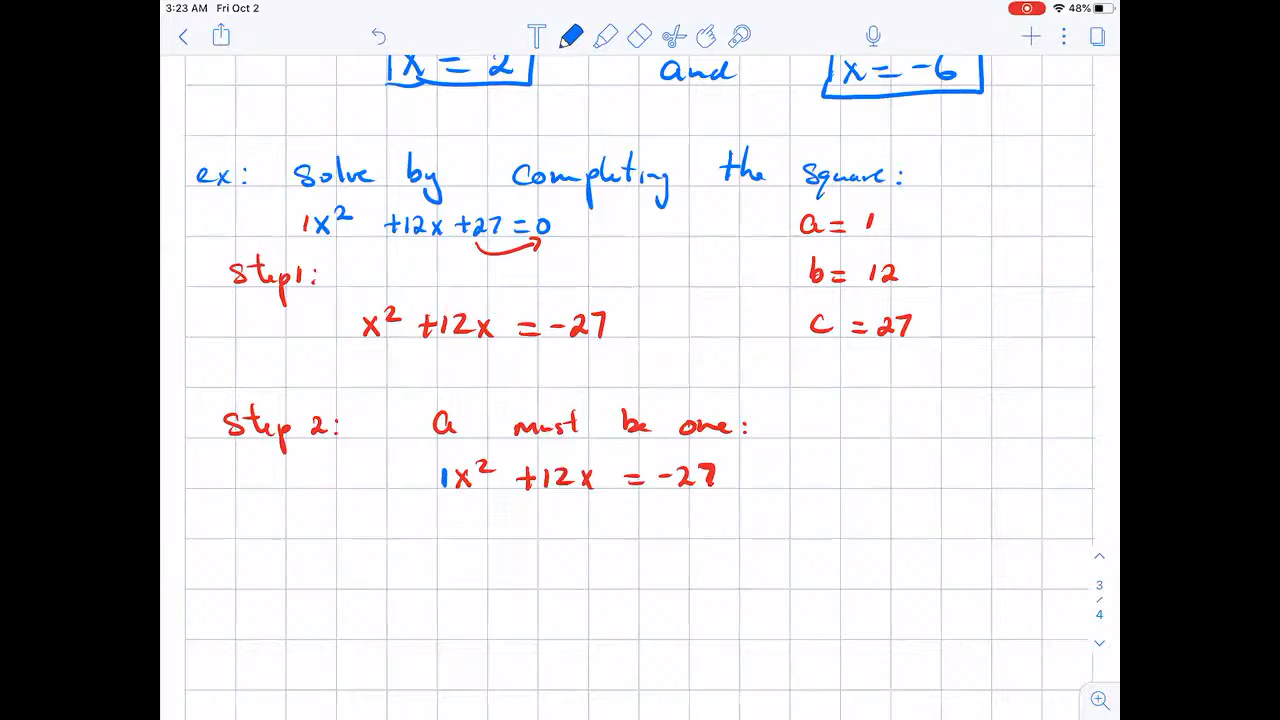 3:23 AM Fri Oct 2 48%
T
x = 2 and x = -6
ex: solve by completing the square:
1x² +12x +27 = 0 a = 1
step1: b = 12
x² +12x = -27 c = 27
step 2: a must be one:
1x² +12x = -27
3
/
4